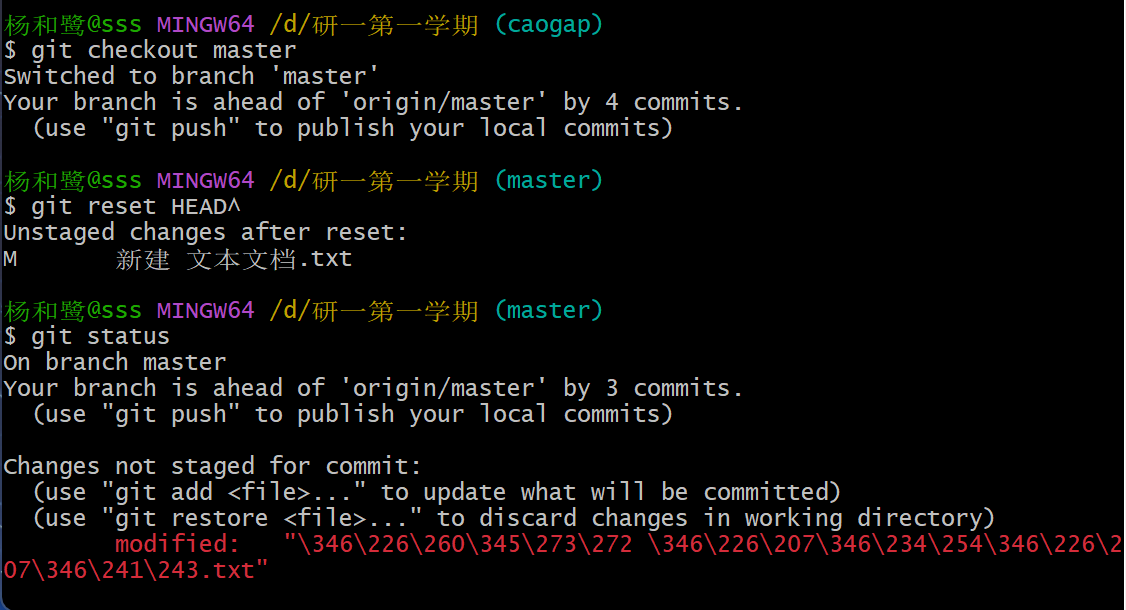 杨和鹭@sss MINGW64 /d/研一第一学期 (caogap)
$ git checkout master
Switched to branch 'master'
Your branch is ahead of 'origin/master' by 4 commits.
  (use "git push" to publish your local commits)
杨和鹭@sss MINGW64 /d/研一第一学期 (master)
$ git reset HEAD^
Unstaged changes after reset:
M       新建 文本文档.txt
杨和鹭@sss MINGW64 /d/研一第一学期 (master)
$ git status
On branch master
Your branch is ahead of 'origin/master' by 3 commits.
  (use "git push" to publish your local commits)
Changes not staged for commit:
  (use "git add <file>..." to update what will be committed)
  (use "git restore <file>..." to discard changes in working directory)
        modified:   "\346\226\260\345\273\272 \346\226\207\346\234\254\346\226\2
07\346\241\243.txt"